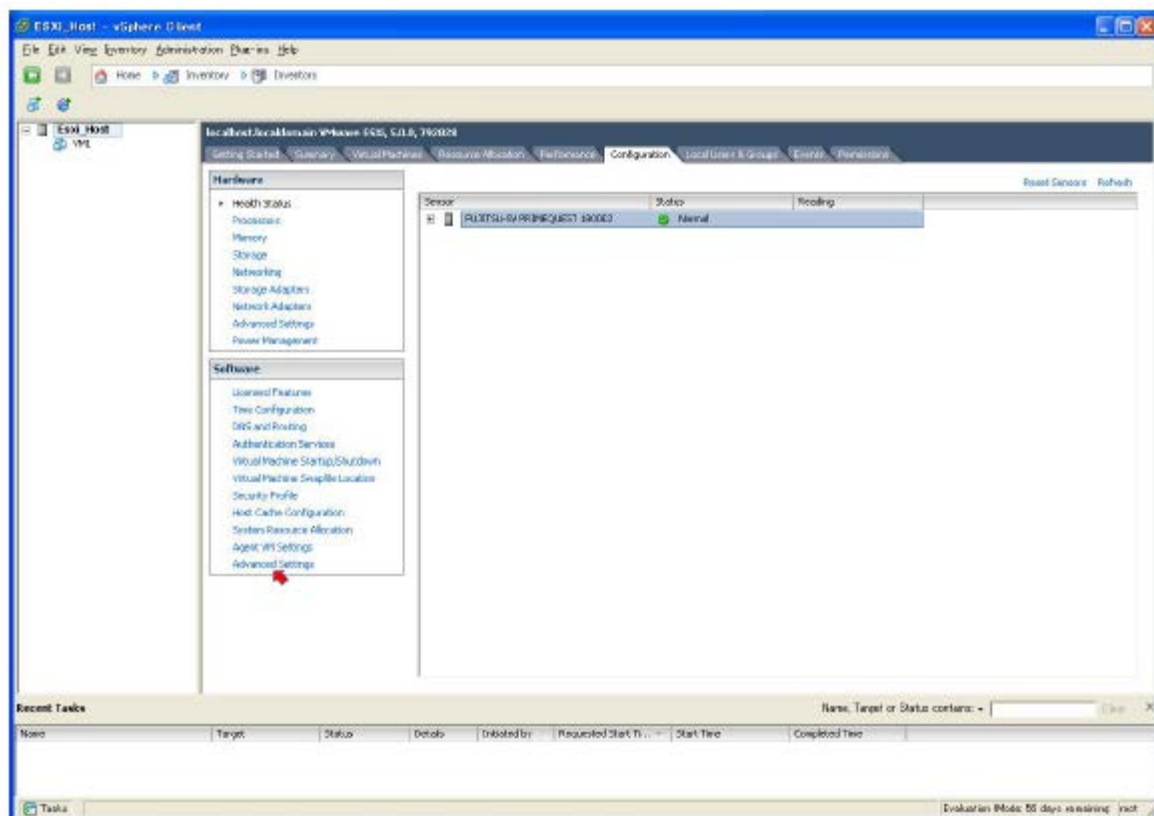 ESXi_Host - vSphere Client
File Edit View Inventory Administration Plug-ins Help
Home Inventory Inventory
Esxi_Host
VM1
localhost.localdomain VMware ESXi, 5.0.0,
Getting Started Summary Virtual Machines Resource Allocation Performance Configuration Local Users & Groups Events Permissions
Hardware
Health Status
Processors
Memory
Storage
Networking
Storage Adapters
Network Adapters
Advanced Settings
Power Management
Software
Licensed Features
Time Configuration
DNS and Routing
Authentication Services
Virtual Machine Startup/Shutdown
Virtual Machine Swapfile Location
Security Profile
Host Cache Configuration
System Resource Allocation
Agent VM Settings
Advanced Settings
Reset Sensors Refresh
Sensor Status Reading
PRIMEQUEST Normal
Recent Tasks
Name, Target or Status contains: Clear
Name Target Status Details Initiated by Requested Start Ti... Start Time Completed Time
Tasks
Evaluation Mode: days remaining root